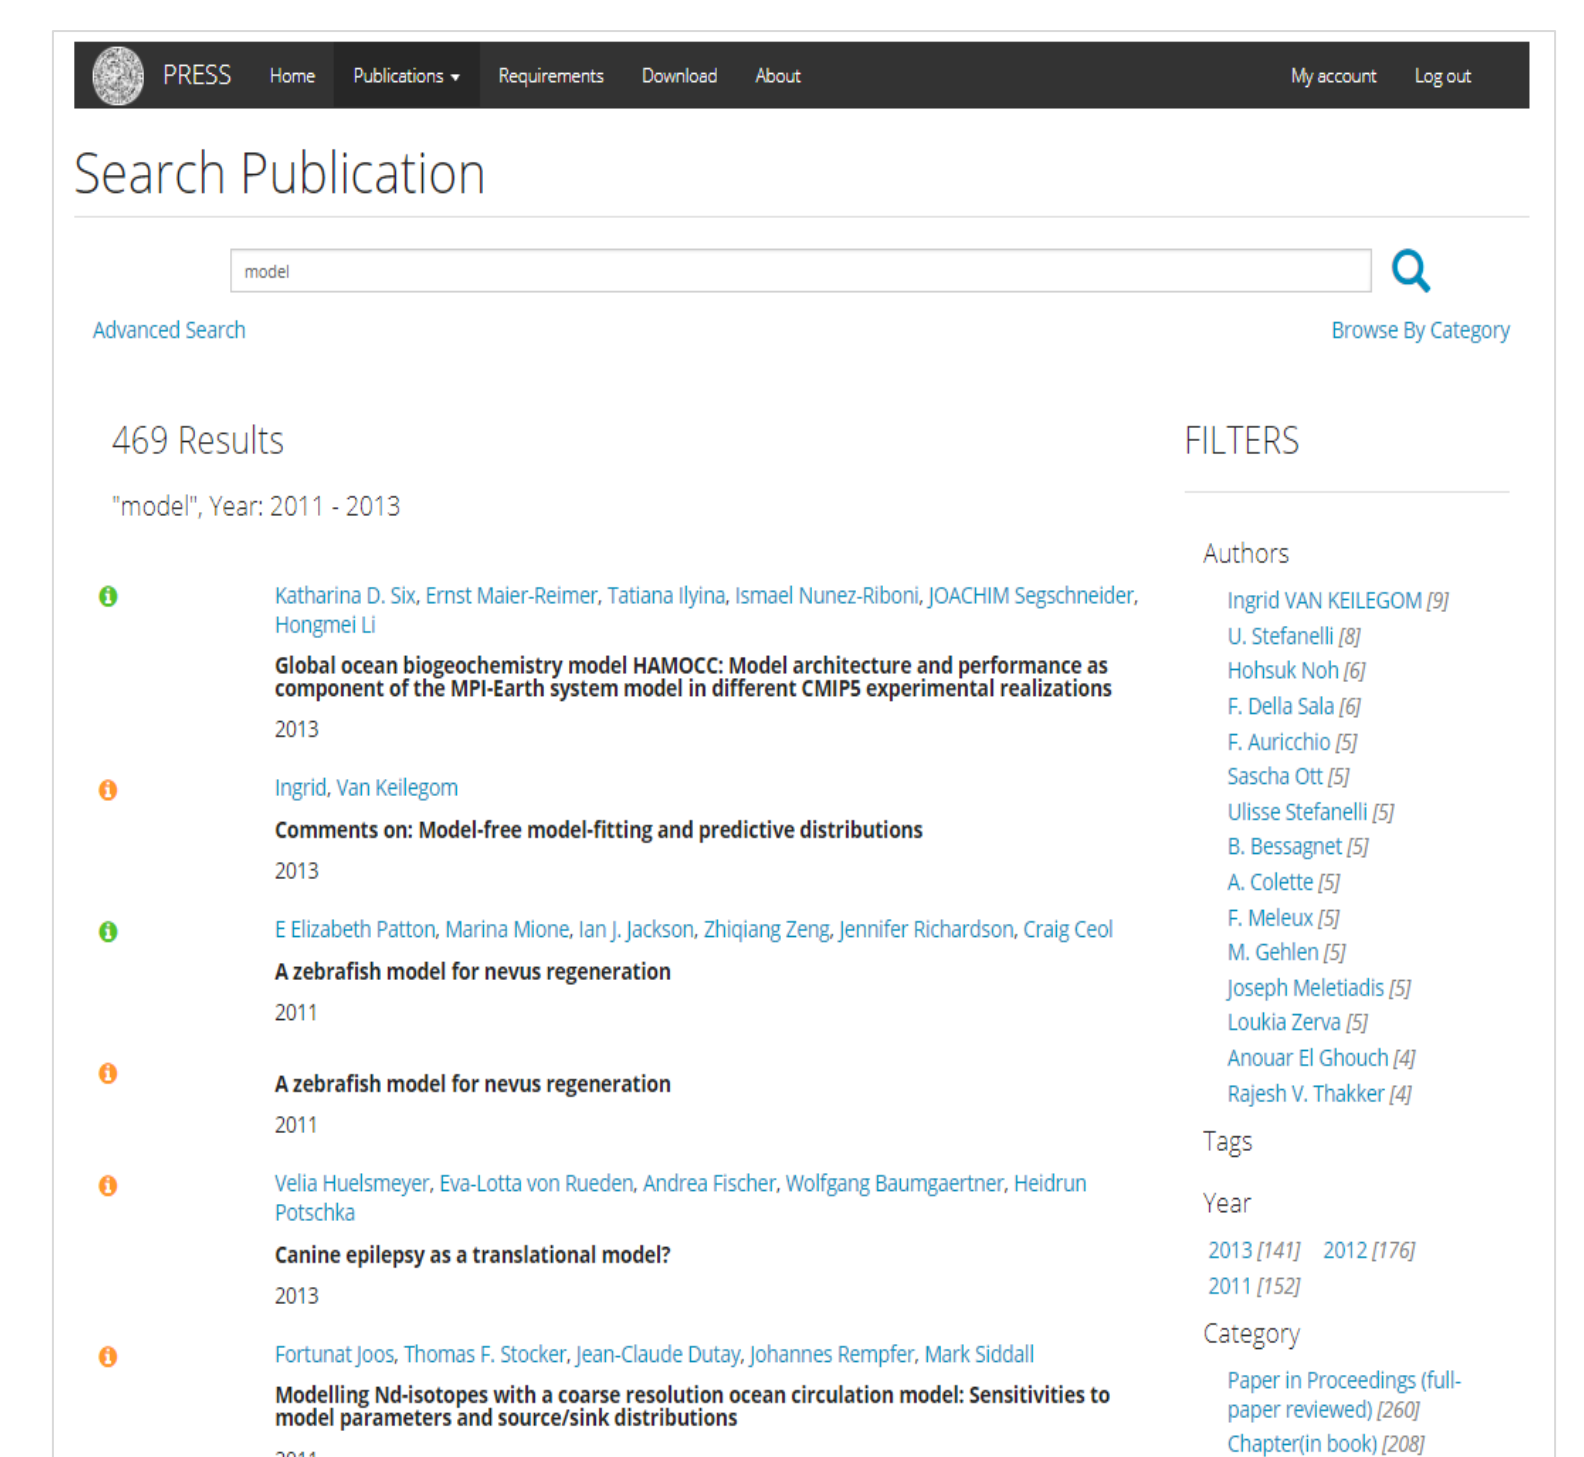 PRESS Home Publications Requirements Download About My account Log out
Search Publication
model
Advanced Search
Browse By Category
469 Results
"model", Year: 2011 - 2013
Katharina D. Six, Ernst Maier-Reimer, Tatiana Ilyina, Ismael Nunez-Riboni, JOACHIM Segschneider,
Hongmei Li
Global ocean biogeochemistry model HAMOCC: Model architecture and performance as
component of the MPI-Earth system model in different CMIP5 experimental realizations
2013
Ingrid, Van Keilegom
Comments on: Model-free model-fitting and predictive distributions
2013
E Elizabeth Patton, Marina Mione, Ian J. Jackson, Zhiqiang Zeng, Jennifer Richardson, Craig Ceol
A zebrafish model for nevus regeneration
2011
A zebrafish model for nevus regeneration
2011
Velia Huelsmeyer, Eva-Lotta von Rueden, Andrea Fischer, Wolfgang Baumgaertner, Heidrun
Potschka
Canine epilepsy as a translational model?
2013
Fortunat Joos, Thomas F. Stocker, Jean-Claude Dutay, Johannes Rempfer, Mark Siddall
Modelling Nd-isotopes with a coarse resolution ocean circulation model: Sensitivities to
model parameters and source/sink distributions
2011
FILTERS
Authors
Ingrid VAN KEILEGOM [9]
U. Stefanelli [8]
Hohsuk Noh [6]
F. Della Sala [6]
F. Auricchio [5]
Sascha Ott [5]
Ulisse Stefanelli [5]
B. Bessagnet [5]
A. Colette [5]
F. Meleux [5]
M. Gehlen [5]
Joseph Meletiadis [5]
Loukia Zerva [5]
Anouar El Ghouch [4]
Rajesh V. Thakker [4]
Tags
Year
2013 [141] 2012 [176]
2011 [152]
Category
Paper in Proceedings (full-
paper reviewed) [260]
Chapter(in book) [208]